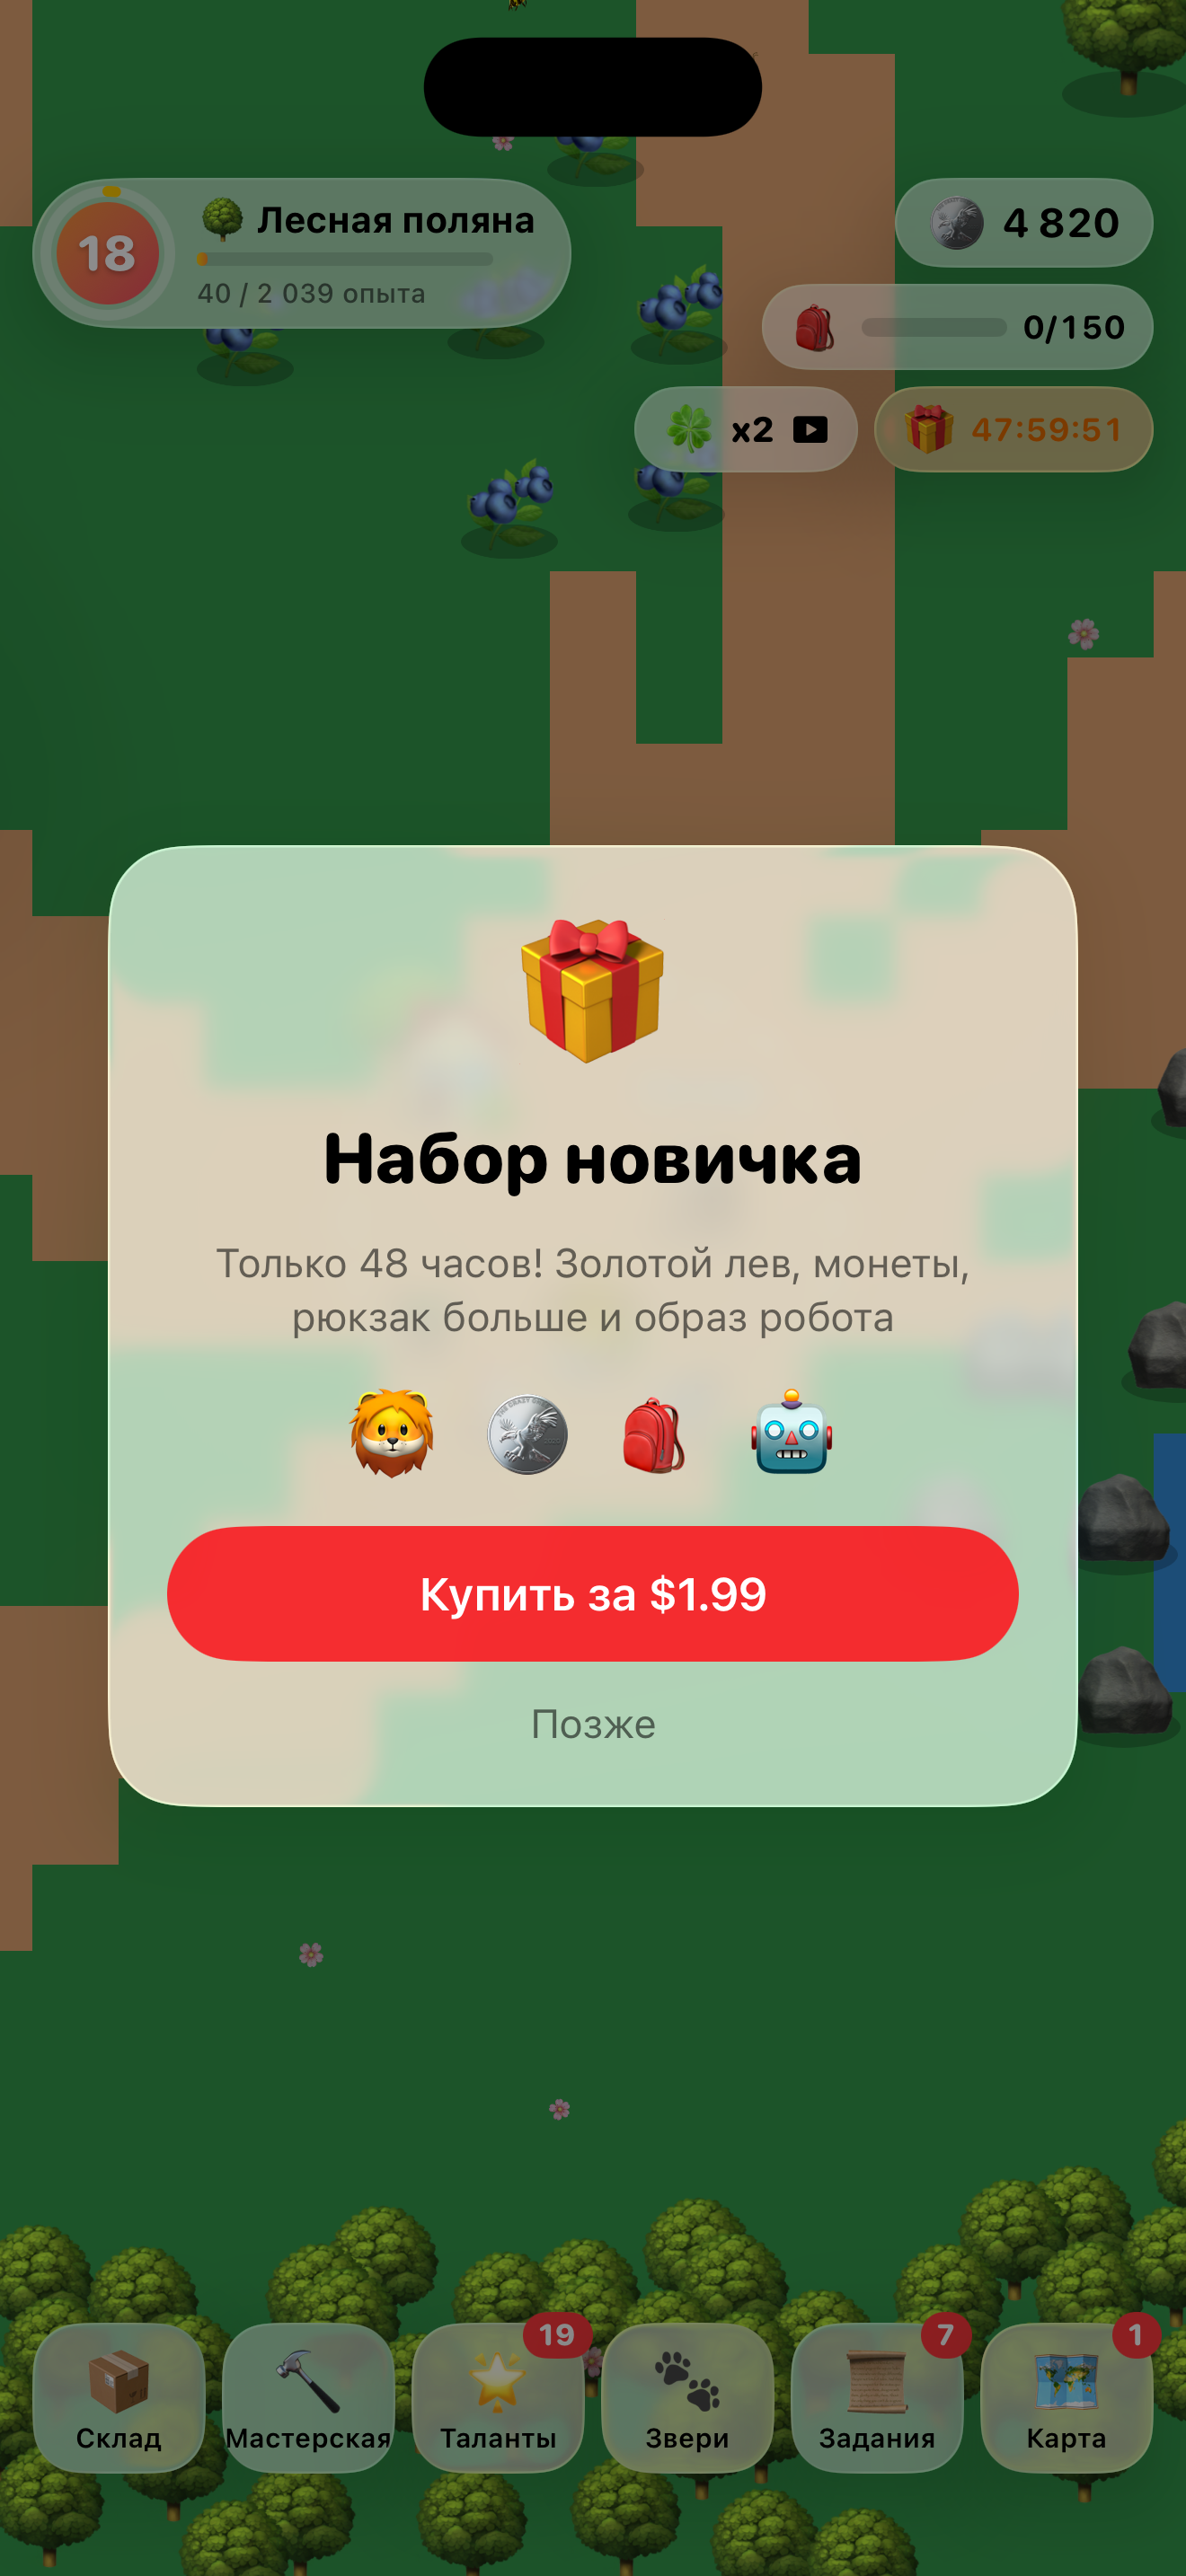 18
Лесная поляна
40 / 2 039 опыта
4 820
0/150
x2
47:59:51
Набор новичка
Только 48 часов! Золотой лев, монеты,
рюкзак больше и образ робота
Купить за $1.99
Позже
19
7
1
Склад
Мастерская
Таланты
Звери
Задания
Карта